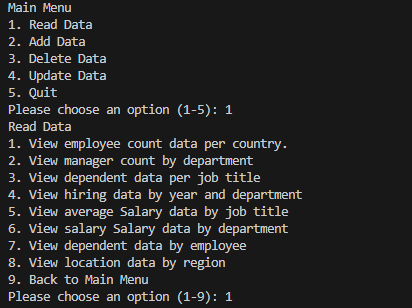 Main Menu
1. Read Data
2. Add Data
3. Delete Data
4. Update Data
5. Quit
Please choose an option (1-5): 1
Read Data
1. View employee count data per country.
2. View manager count by department
3. View dependent data per job title
4. View hiring data by year and department
5. View average Salary data by job title
6. View salary Salary data by department
7. View dependent data by employee
8. View location data by region
9. Back to Main Menu
Please choose an option (1-9): 1